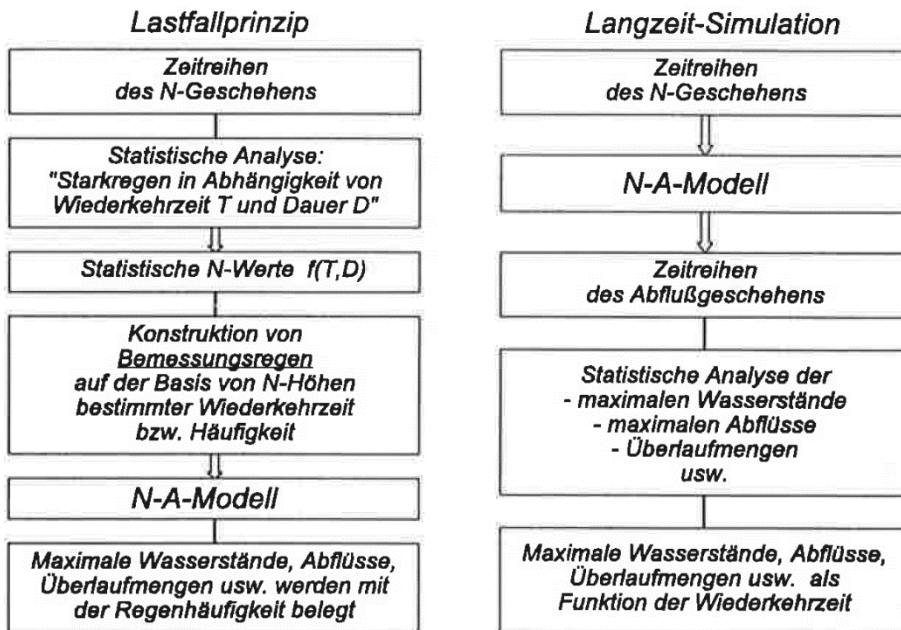 Lastfallprinzip
Zeitreihen
des N-Geschehens
Statistische Analyse:
"Starkregen in Abhängigkeit von
Wiederkehrzeit T und Dauer D"
Statistische N-Werte f(T,D)
Konstruktion von
Bemessungsregen
auf der Basis von N-Höhen
bestimmter Wiederkehrzeit
bzw. Häufigkeit
N-A-Modell
Maximale Wasserstände, Abflüsse,
Überlaufmengen usw. werden mit
der Regenhäufigkeit belegt
Langzeit-Simulation
Zeitreihen
des N-Geschehens
N-A-Modell
Zeitreihen
des Abflußgeschehens
Statistische Analyse der
- maximalen Wasserstände
- maximalen Abflüsse
- Überlaufmengen
usw.
Maximale Wasserstände, Abflüsse,
Überlaufmengen usw. als
Funktion der Wiederkehrzeit